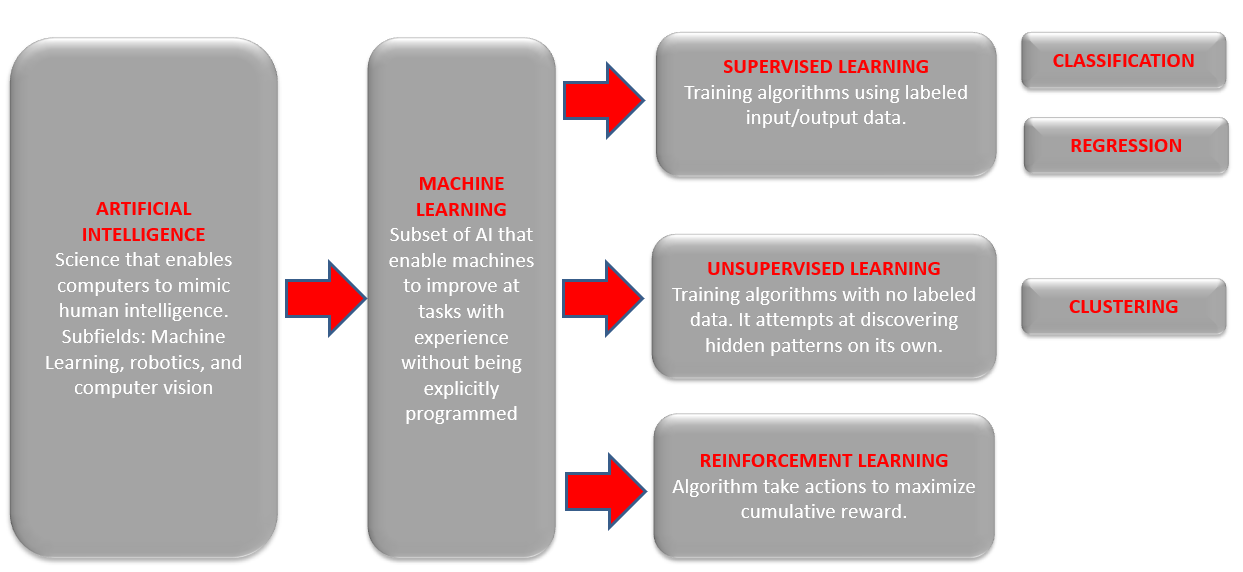 ARTIFICIAL
INTELLIGENCE
Science that enables
computers to mimic
human intelligence.
Subfields: Machine
Learning, robotics, and
computer vision
MACHINE
LEARNING
Subset of AI that
enable machines
to improve at
tasks with
experience
without being
explicitly
programmed
SUPERVISED LEARNING
Training algorithms using labeled
input/output data.
CLASSIFICATION
REGRESSION
UNSUPERVISED LEARNING
Training algorithms with no labeled
data. It attempts at discovering
hidden patterns on its own.
CLUSTERING
REINFORCEMENT LEARNING
Algorithm take actions to maximize
cumulative reward.